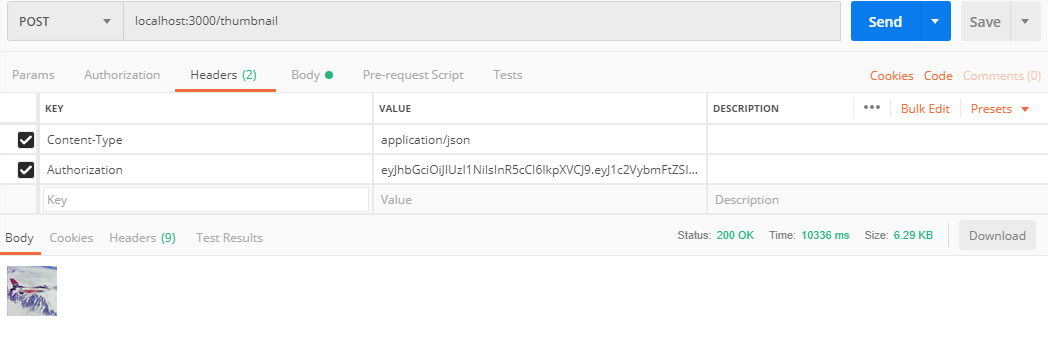 POST localhost:3000/thumbnail Send Save
Params Authorization Headers (2) Body Pre-request Script Tests Cookies Code Comments (0)
KEY VALUE DESCRIPTION ••• Bulk Edit Presets
Content-Type application/json
Authorization eyJhbGciOiJIUzI1NiIsInR5cCI6IkpXVCJ9.eyJ1c2VybmFtZSI...
Key Value Description
Body Cookies Headers (9) Test Results Status: 200 OK Time: 10336 ms Size: 6.29 KB Download